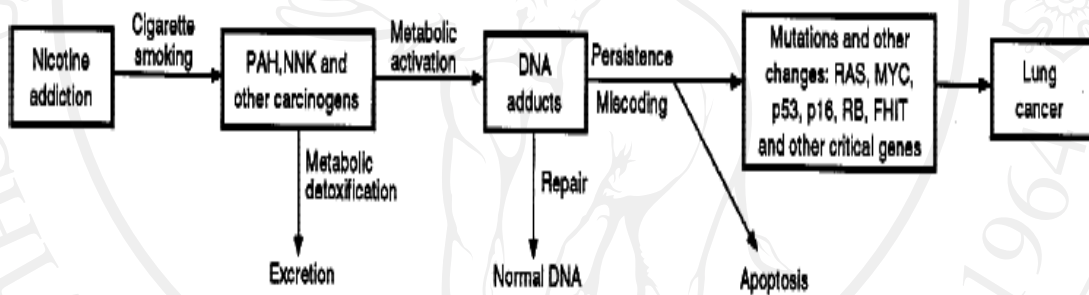 Nicotine
addiction
Cigarette
smoking
PAH,NNK and
other carcinogens
Metabolic
activation
DNA
adducts
Persistence
Miscoding
Mutations and other
changes: RAS, MYC,
p53, p16, RB, FHIT
and other critical genes
Lung
cancer
Metabolic
detoxification
Repair
Excretion
Normal DNA
Apoptosis
1964